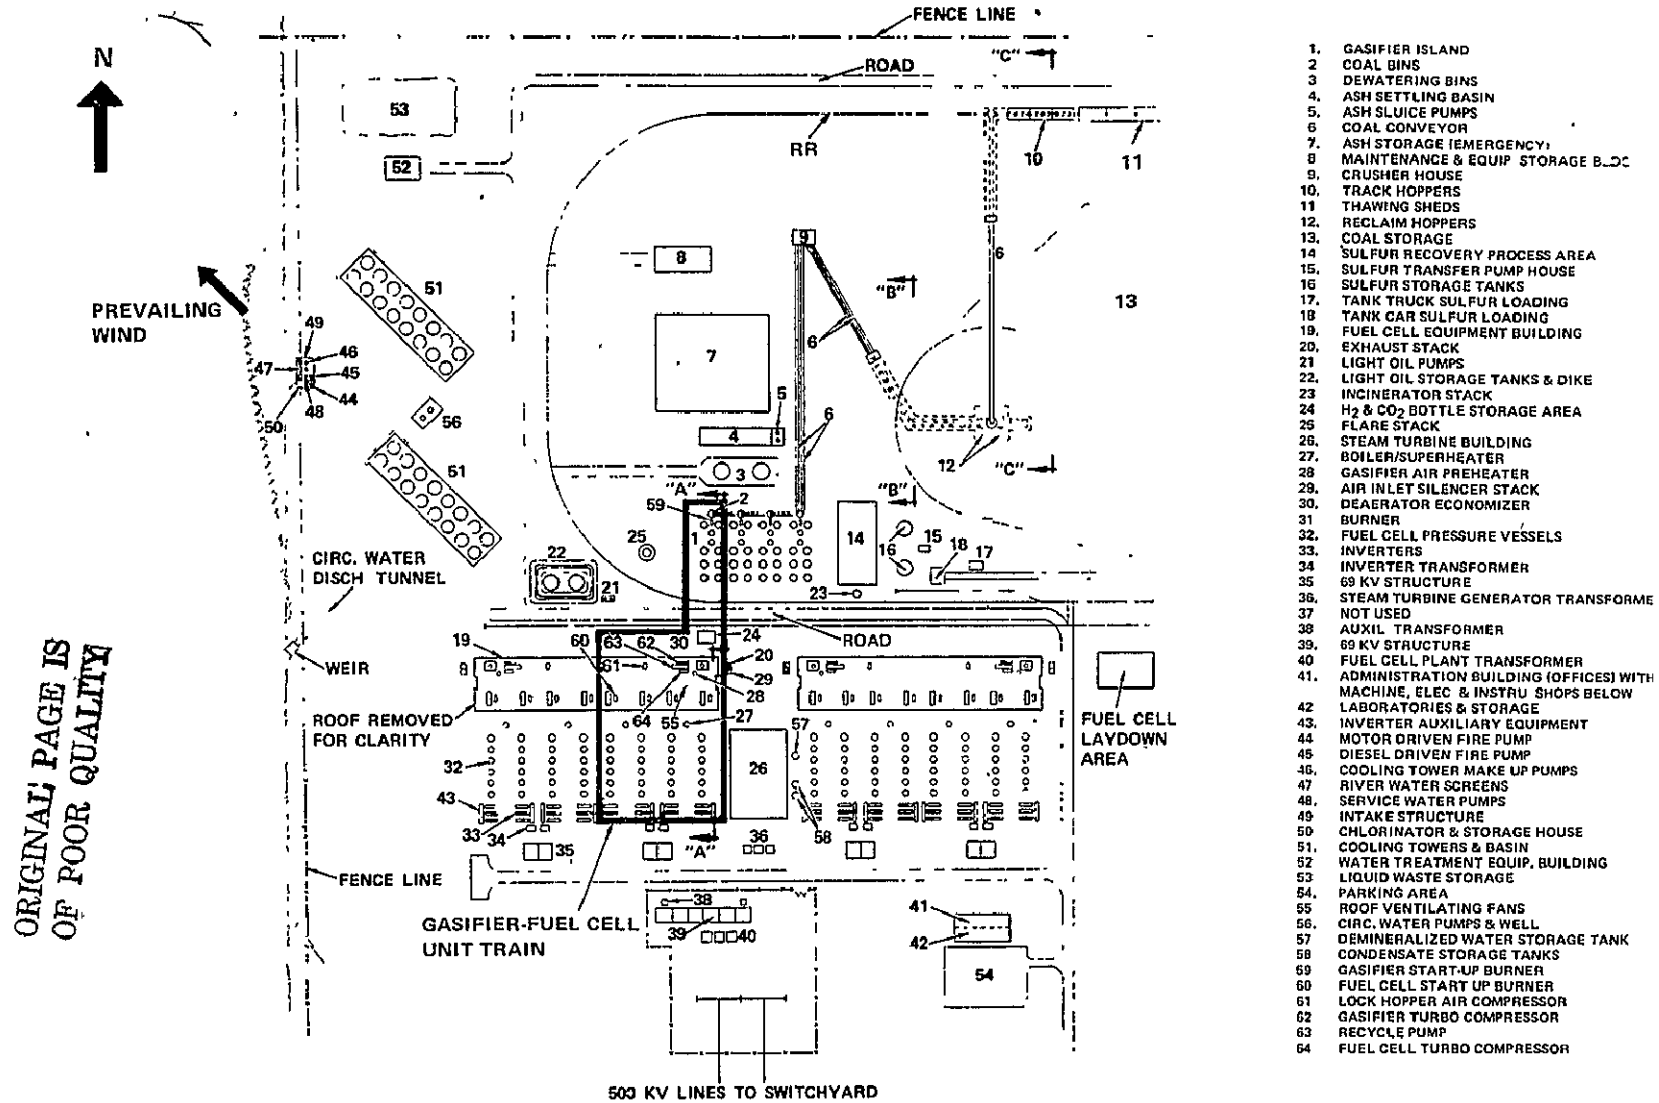 FENCE LINE
"C"
N
ROAD
53
RR
10
11
52
9
8
6
51
"B"
13
PREVAILING
WIND
49
46
47
45
44
48
50
7
6
6
5
56
4
12
"C"
3
51
"A"
2
"B"
59
1
14
16
15
18
17
25
22
21
23
CIRC. WATER
DISCH TUNNEL
ROAD
24
19
60
63
62
30
61
20
29
28
WEIR
ROOF REMOVED
FOR CLARITY
64
55
27
57
FUEL CELL
LAYDOWN
AREA
32
26
43
33
34
35
36
58
"A"
FENCE LINE
GASIFIER-FUEL CELL
UNIT TRAIN
38
39
40
41
42
54
500 KV LINES TO SWITCHYARD
ORIGINAL PAGE IS
OF POOR QUALITY
1. GASIFIER ISLAND
2 COAL BINS
3 DEWATERING BINS
4. ASH SETTLING BASIN
5. ASH SLUICE PUMPS
6 COAL CONVEYOR
7. ASH STORAGE (EMERGENCY)
8 MAINTENANCE & EQUIP STORAGE
9. CRUSHER HOUSE
10. TRACK HOPPERS
11 THAWING SHEDS
12. RECLAIM HOPPERS
13. COAL STORAGE
14 SULFUR RECOVERY PROCESS AREA
15. SULFUR TRANSFER PUMP HOUSE
16 SULFUR STORAGE TANKS
17. TANK TRUCK SULFUR LOADING
18 TANK CAR SULFUR LOADING
19. FUEL CELL EQUIPMENT BUILDING
20. EXHAUST STACK
21 LIGHT OIL PUMPS
22. LIGHT OIL STORAGE TANKS & DIKE
23 INCINERATOR STACK
24 H2 & CO2 BOTTLE STORAGE AREA
25 FLARE STACK
26. STEAM TURBINE BUILDING
27. BOILER/SUPERHEATER
28 GASIFIER AIR PREHEATER
29. AIR INLET SILENCER STACK
30. DEAERATOR ECONOMIZER
31 BURNER
32. FUEL CELL PRESSURE VESSELS
33. INVERTERS
34 INVERTER TRANSFORMER
35 69 KV STRUCTURE
36. STEAM TURBINE GENERATOR TRANSFORME
37 NOT USED
38 AUXIL TRANSFORMER
39. 69 KV STRUCTURE
40 FUEL CELL PLANT TRANSFORMER
41. ADMINISTRATION BUILDING (OFFICES) WITH
MACHINE, ELEC & INSTRU SHOPS BELOW
42 LABORATORIES & STORAGE
43. INVERTER AUXILIARY EQUIPMENT
44 MOTOR DRIVEN FIRE PUMP
45 DIESEL DRIVEN FIRE PUMP
46. COOLING TOWER MAKE UP PUMPS
47 RIVER WATER SCREENS
48. SERVICE WATER PUMPS
49 INTAKE STRUCTURE
50 CHLORINATOR & STORAGE HOUSE
51. COOLING TOWERS & BASIN
52 WATER TREATMENT EQUIP. BUILDING
53 LIQUID WASTE STORAGE
54. PARKING AREA
55 ROOF VENTILATING FANS
56. CIRC. WATER PUMPS & WELL
57 DEMINERALIZED WATER STORAGE TANK
58 CONDENSATE STORAGE TANKS
59 GASIFIER START-UP BURNER
60 FUEL CELL START UP BURNER
61 LOCK HOPPER AIR COMPRESSOR
62 GASIFIER TURBO COMPRESSOR
63 RECYCLE PUMP
64 FUEL CELL TURBO COMPRESSOR